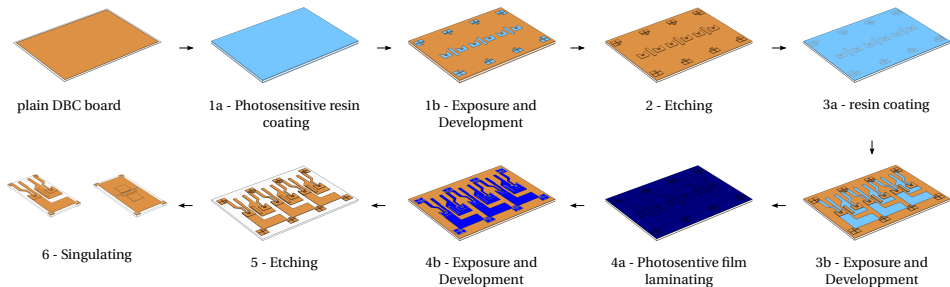 plain DBC board
1a - Photosensitive resin
coating
1b - Exposure and
Development
2 - Etching
3a - resin coating
6 - Singulating
5 - Etching
4b - Exposure and
Development
4a - Photosentive film
laminating
3b - Exposure and
Developpment